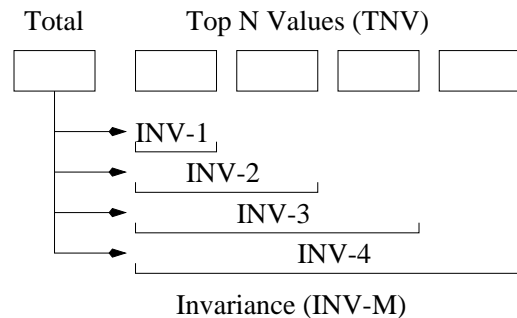 Total Top N Values (TNV)
INV-1
INV-2
INV-3
INV-4
Invariance (INV-M)